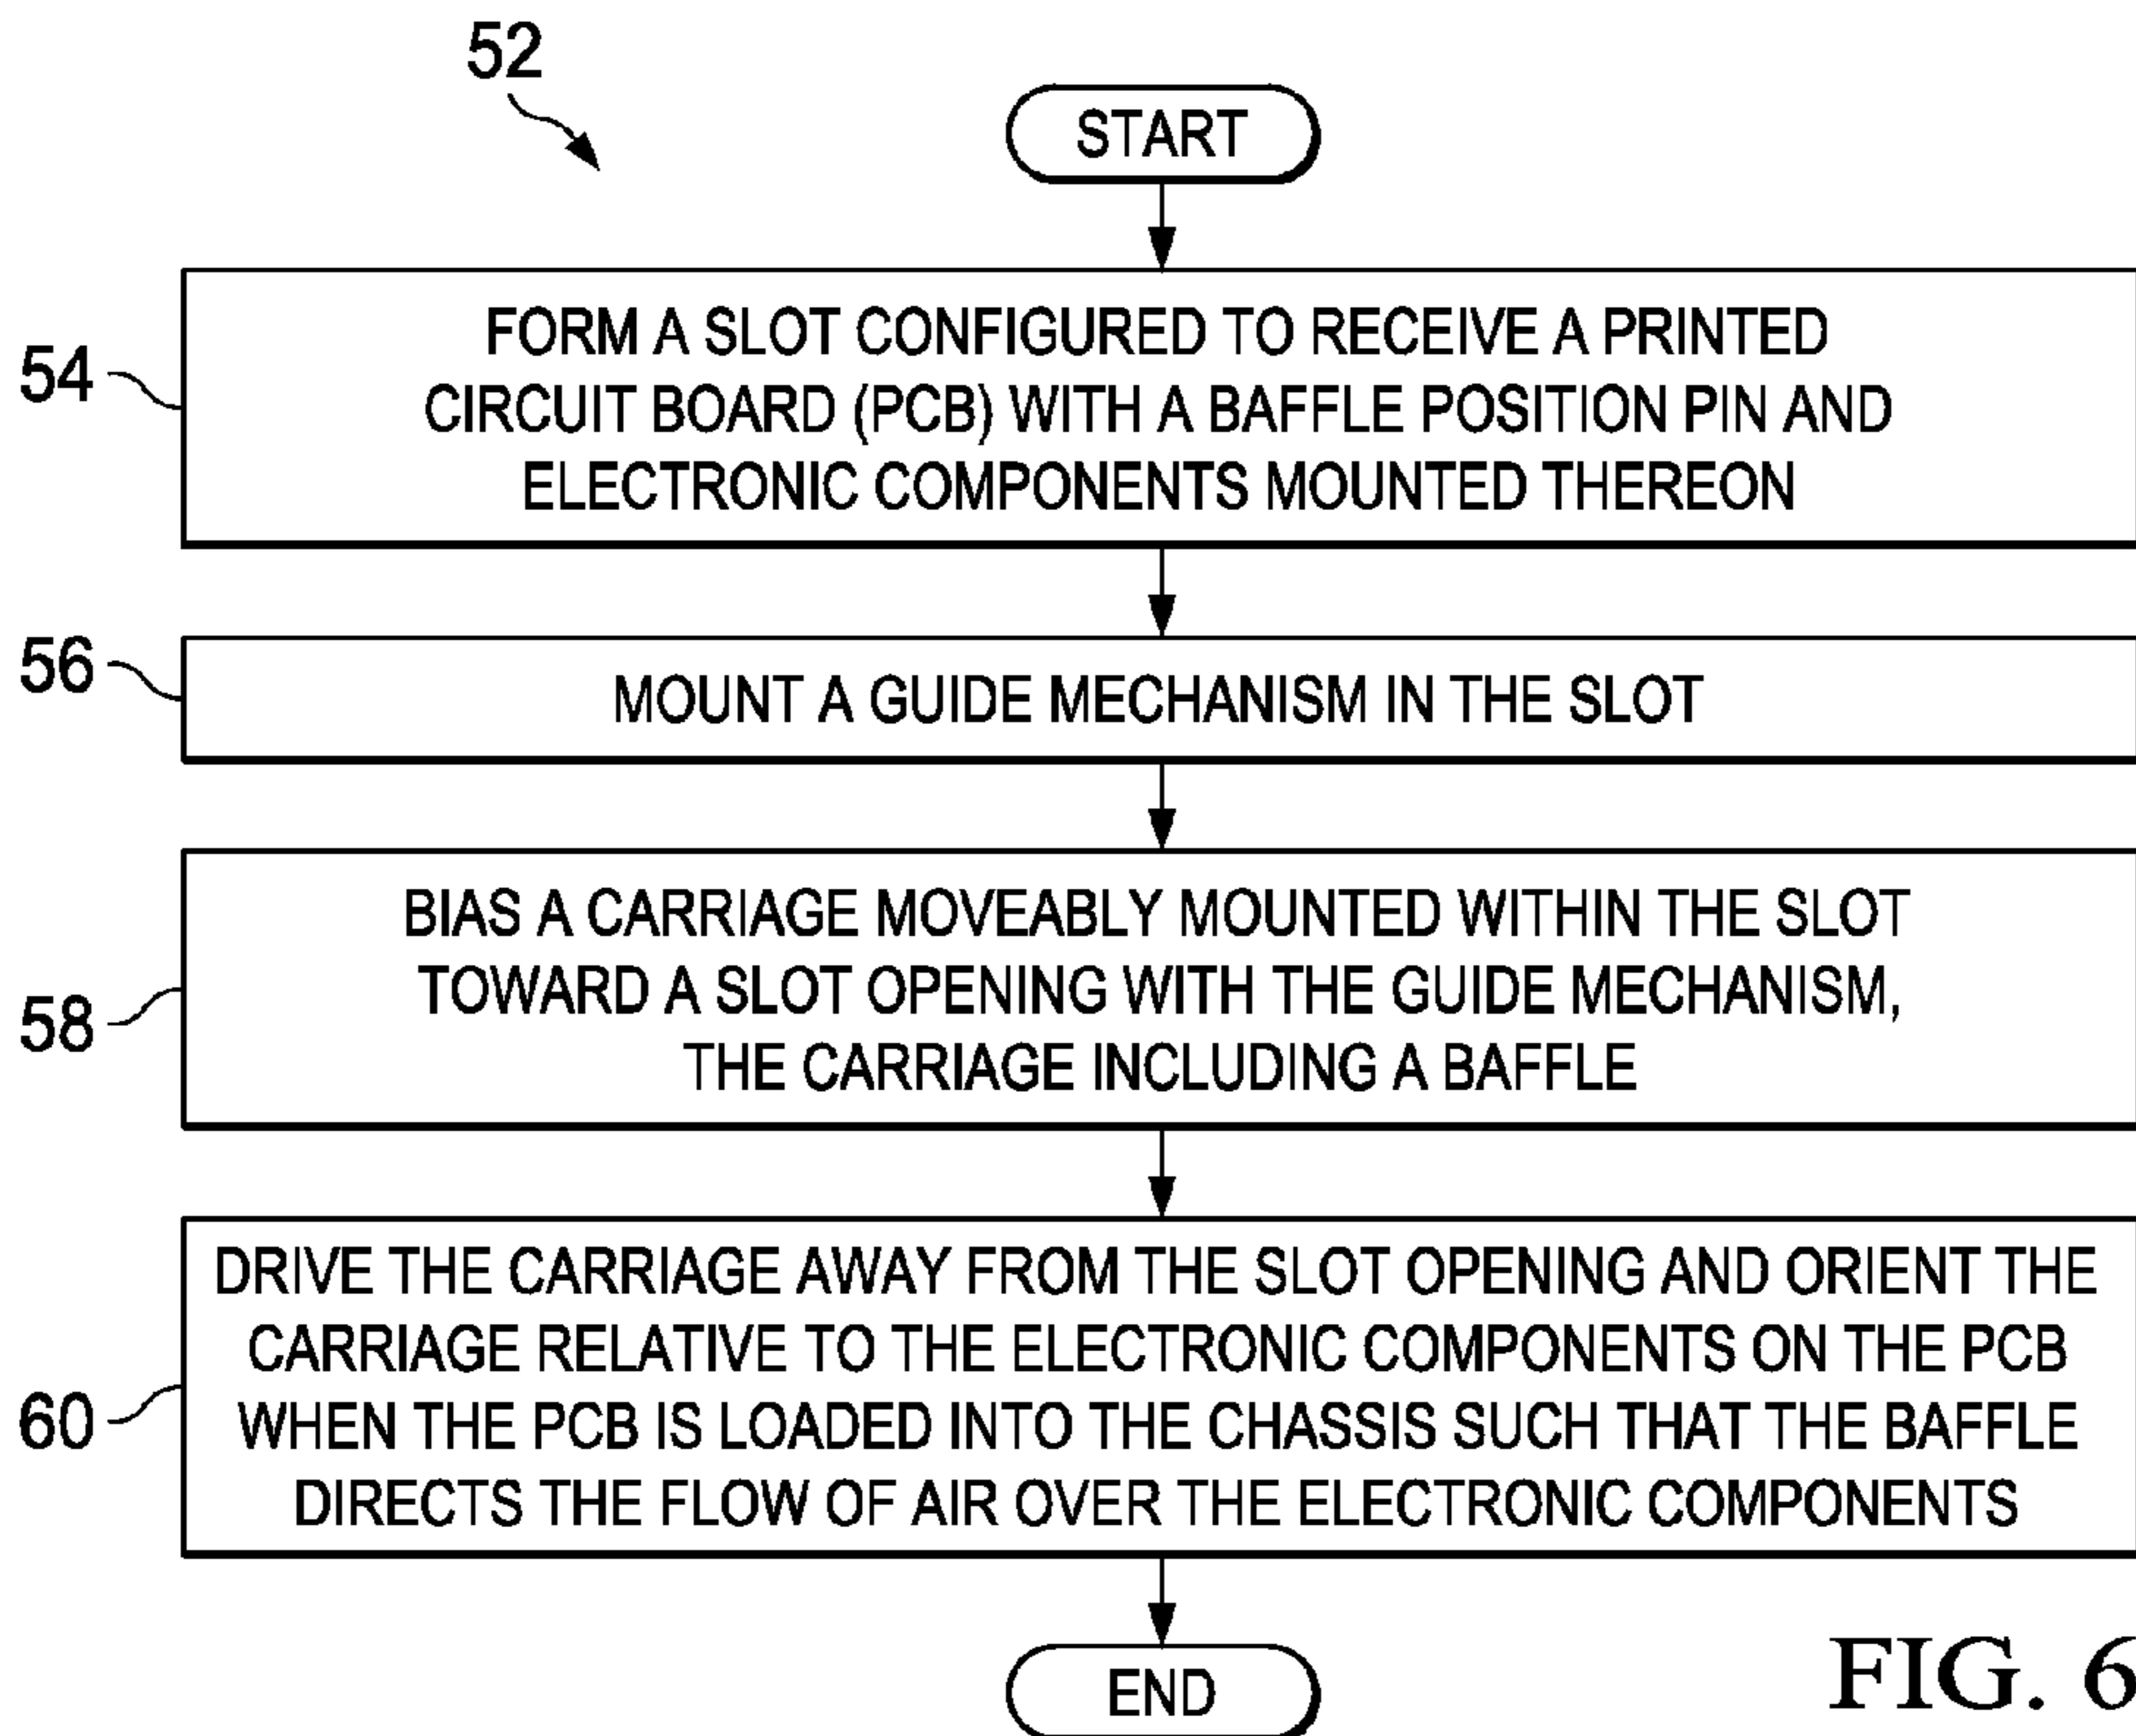 52
START
54
FORM A SLOT CONFIGURED TO RECEIVE A PRINTED
CIRCUIT BOARD (PCB) WITH A BAFFLE POSITION PIN AND
ELECTRONIC COMPONENTS MOUNTED THEREON
56
MOUNT A GUIDE MECHANISM IN THE SLOT
58
BIAS A CARRIAGE MOVEABLY MOUNTED WITHIN THE SLOT
TOWARD A SLOT OPENING WITH THE GUIDE MECHANISM,
THE CARRIAGE INCLUDING A BAFFLE
60
DRIVE THE CARRIAGE AWAY FROM THE SLOT OPENING AND ORIENT THE
CARRIAGE RELATIVE TO THE ELECTRONIC COMPONENTS ON THE PCB
WHEN THE PCB IS LOADED INTO THE CHASSIS SUCH THAT THE BAFFLE
DIRECTS THE FLOW OF AIR OVER THE ELECTRONIC COMPONENTS
END
FIG. 6